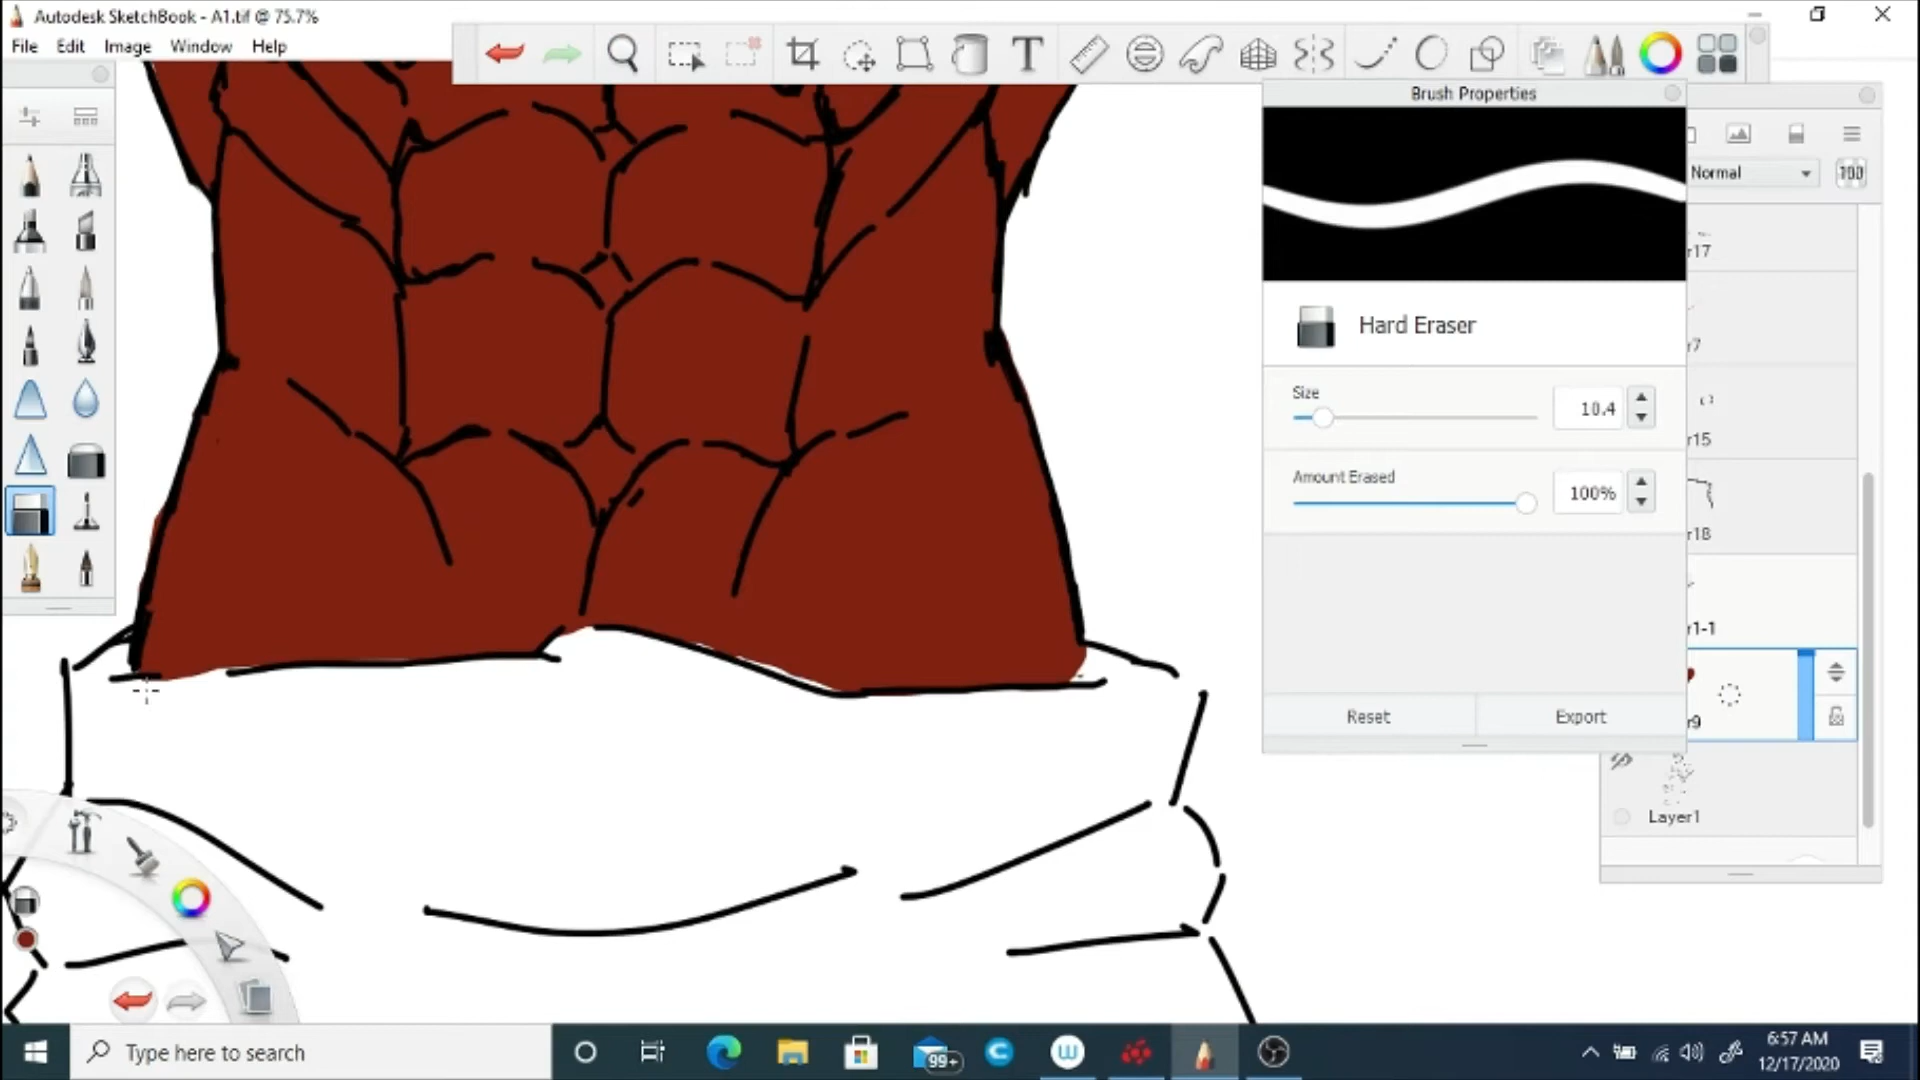 Autodesk SketchBook - A1.tif @ 75.7%
File Edit Image Window Help
T
Brush Properties
Normal 100
r17
Hard Eraser
r7
Size
10.4
r15
Amount Erased
100%
r18
r1-1
Reset Export
r9
Layer1
Type here to search
99+
6:57 AM
12/17/2020